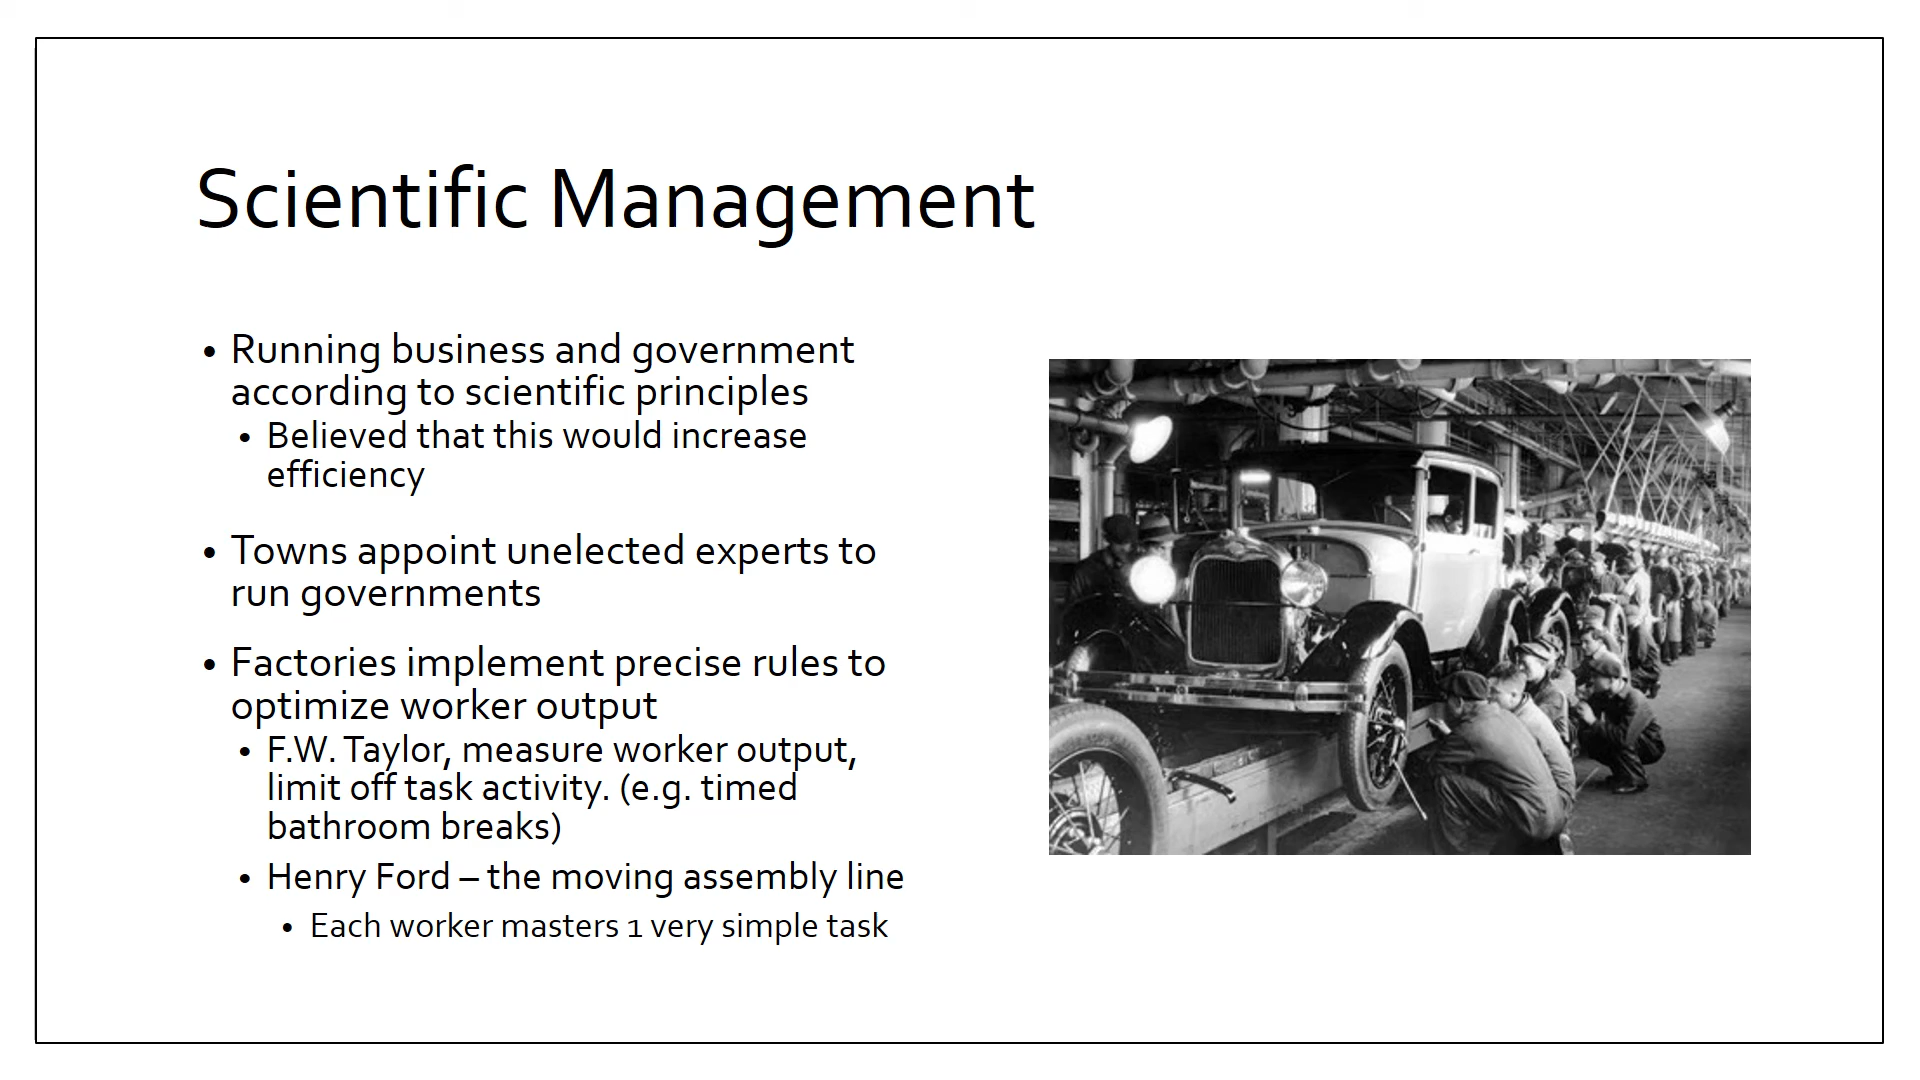 Scientific Management
• Running business and government
according to scientific principles
• Believed that this would increase
efficiency
• Towns appoint unelected experts to
run governments
• Factories implement precise rules to
optimize worker output
• F.W. Taylor, measure worker output,
limit off task activity. (e.g. timed
bathroom breaks)
• Henry Ford – the moving assembly line
• Each worker masters 1 very simple task